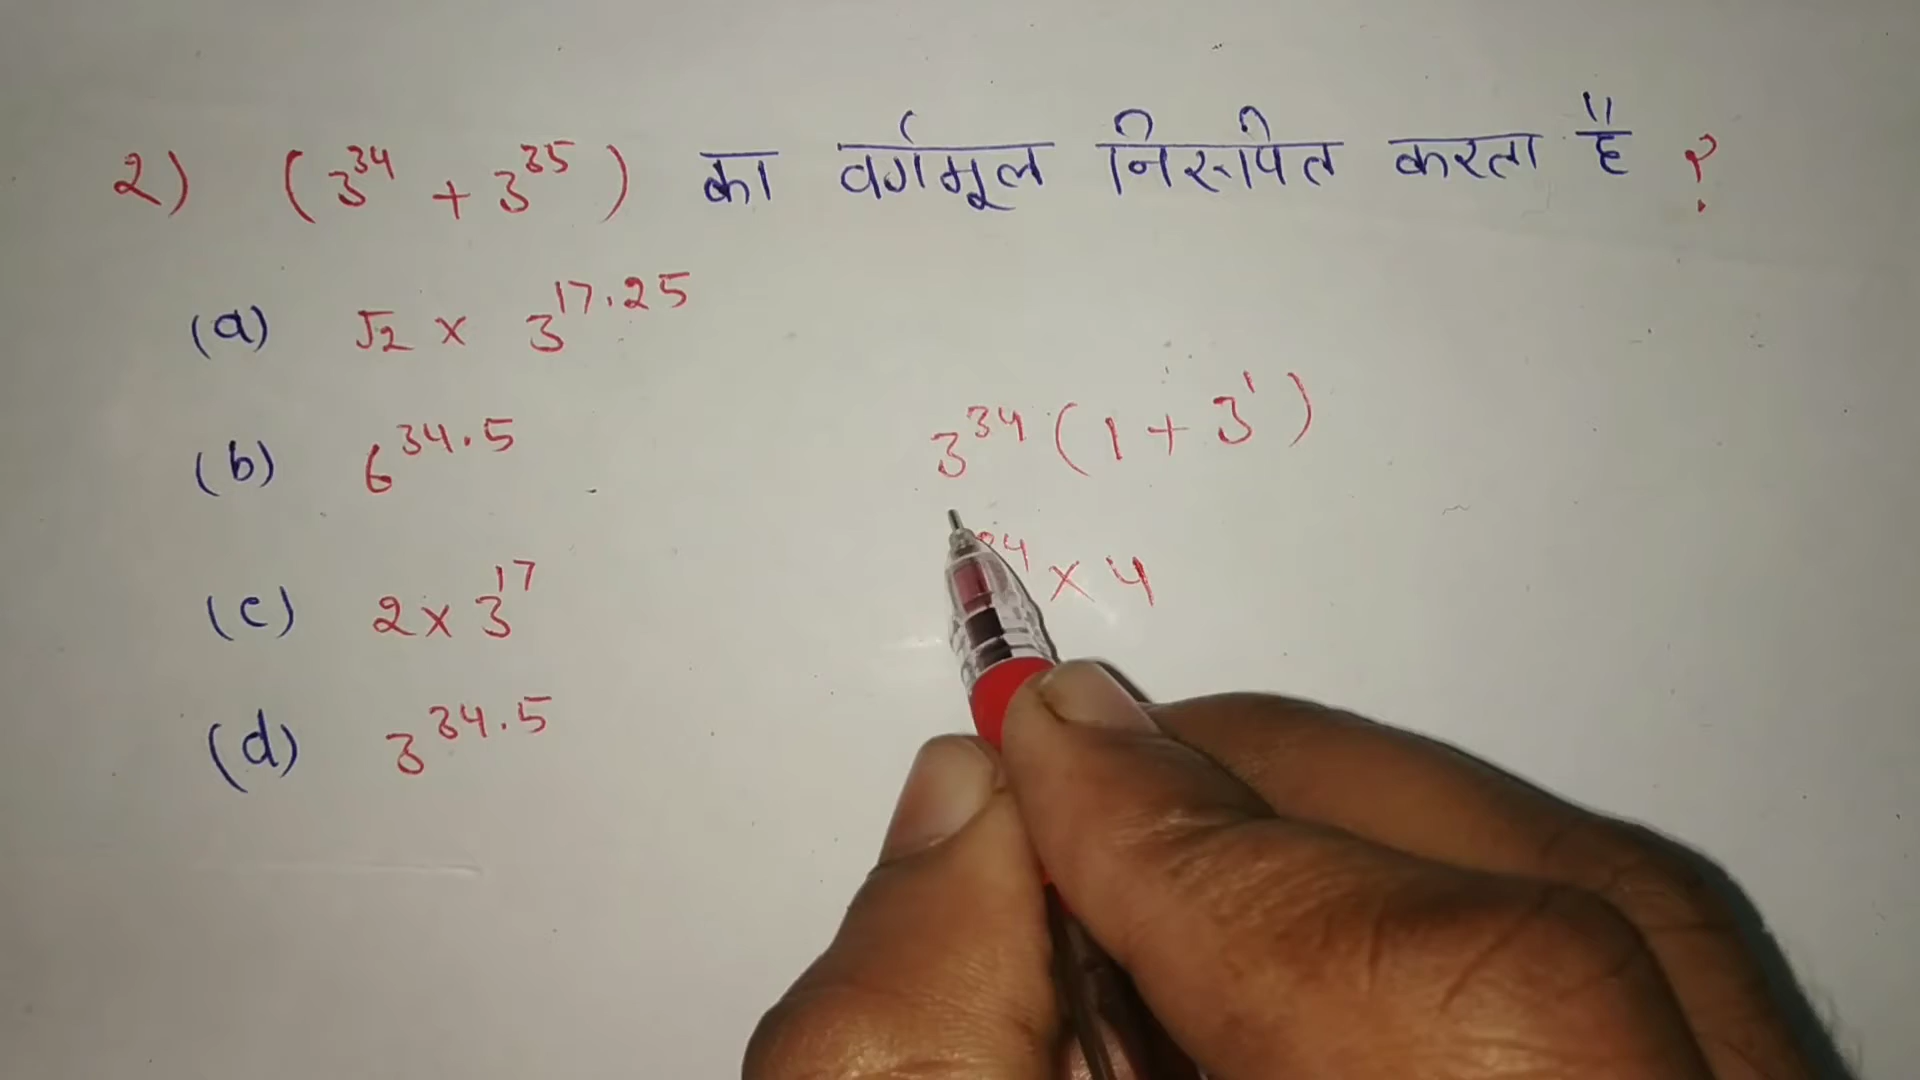 2) (3^34 + 3^35) का वर्गमूल निरूपित करता है ?
(a) √2 × 3^17.25
(b) 6^34.5
(c) 2 × 3^17
(d) 3^34.5
3^34 (1 + 3^1)
34 × 4